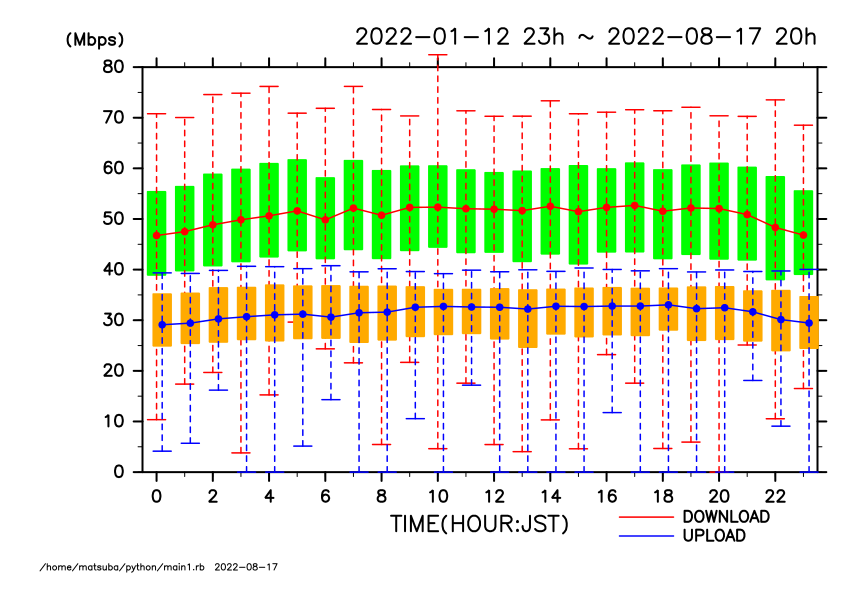 (Mbps) 2022-01-12 23h ~ 2022-08-17 20h
80
70
60
50
40
30
20
10
0
0 2 4 6 8 10 12 14 16 18 20 22
TIME(HOUR:JST)
DOWNLOAD
UPLOAD
/home/matsuba/python/main1.rb 2022-08-17